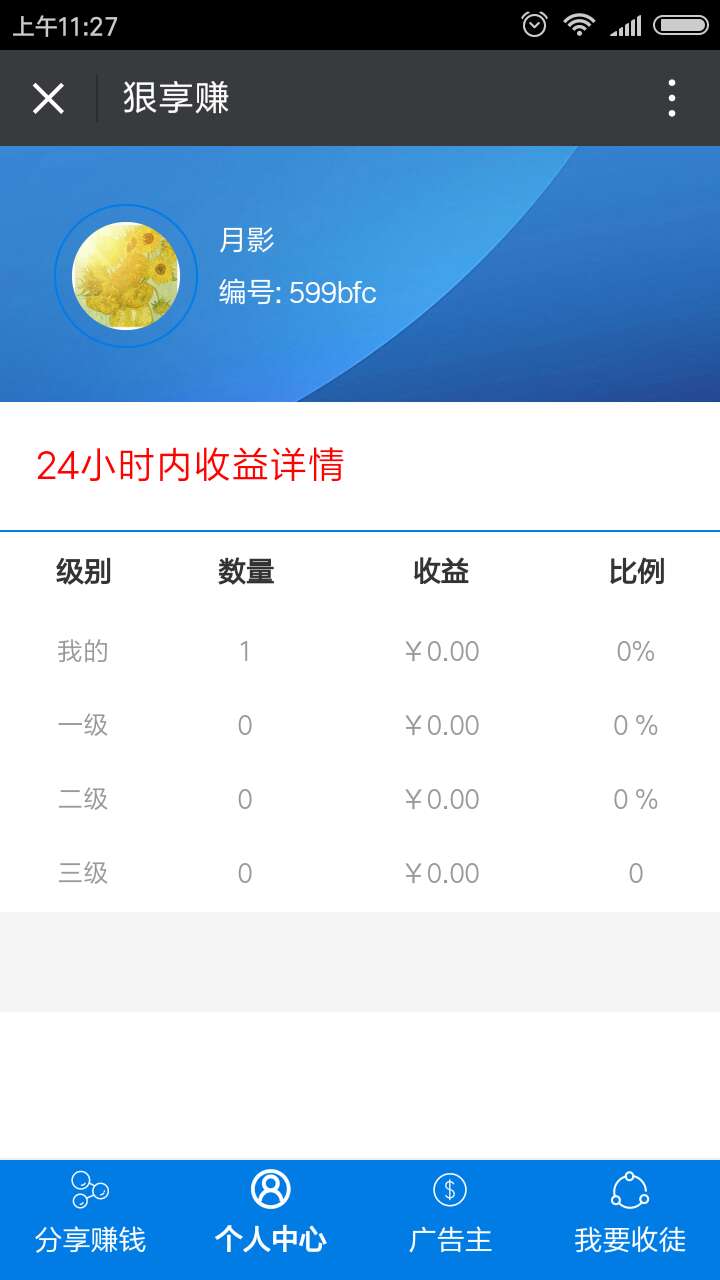 上午11:27
狠享赚
月影
编号: 599bfc
24小时内收益详情
级别 数量 收益 比例
我的 1 ￥0.00 0%
一级 0 ￥0.00 0 %
二级 0 ￥0.00 0 %
三级 0 ￥0.00 0
分享赚钱 个人中心 广告主 我要收徒